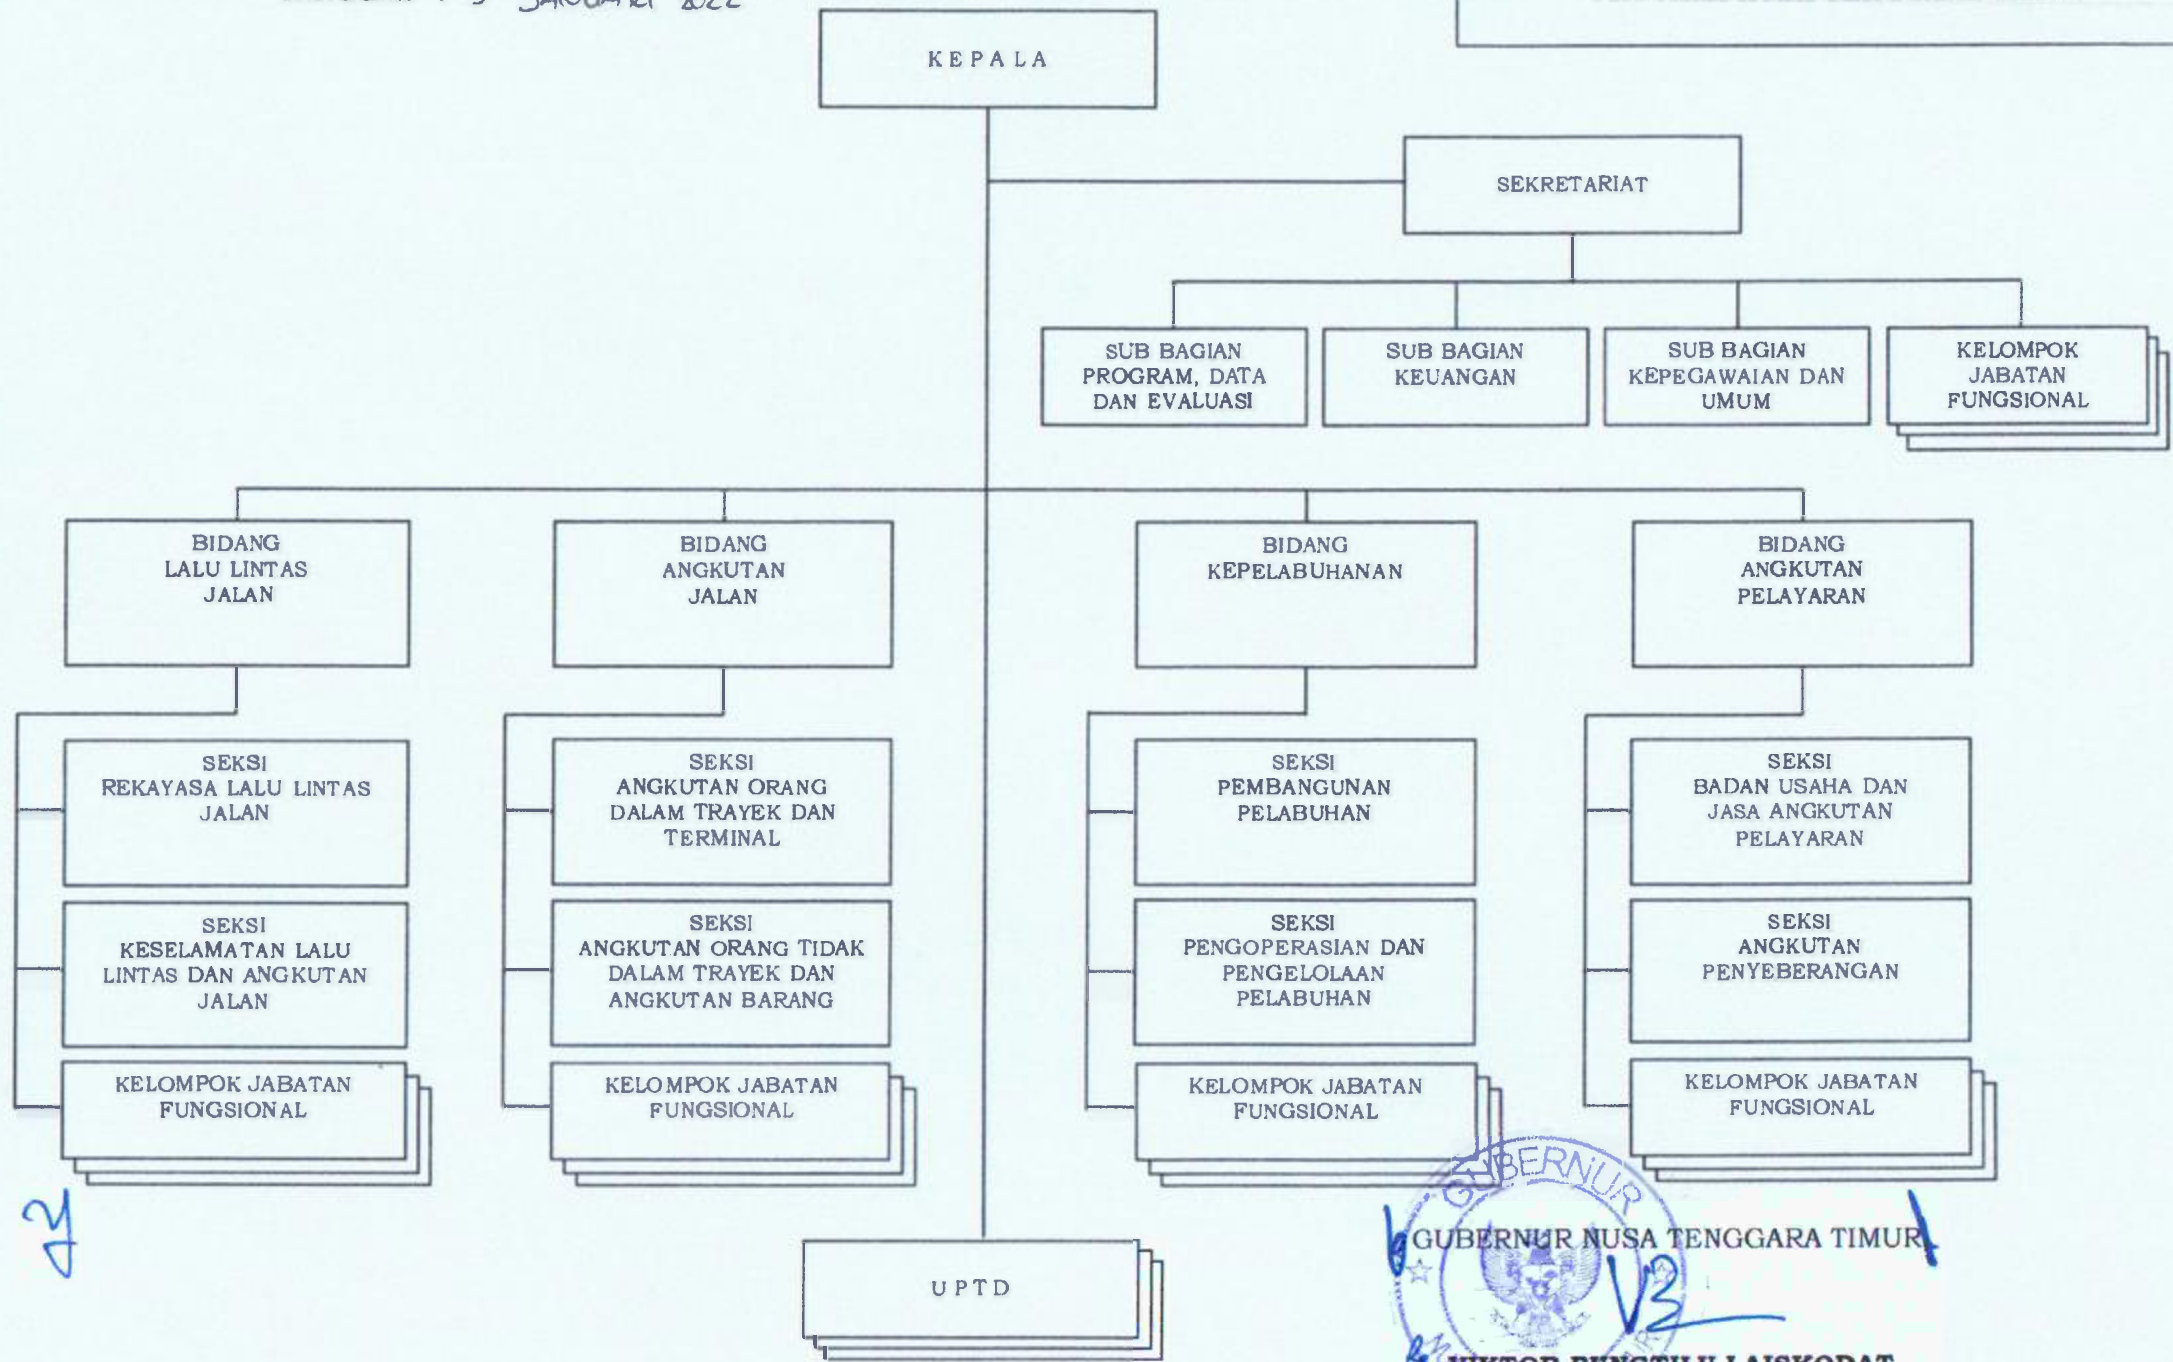 JANUARI 2022
KEPALA
SEKRETARIAT
SUB BAGIAN
PROGRAM, DATA
DAN EVALUASI
SUB BAGIAN
KEUANGAN
SUB BAGIAN
KEPEGAWAIAN DAN
UMUM
KELOMPOK
JABATAN
FUNGSIONAL
BIDANG
LALU LINTAS
JALAN
BIDANG
ANGKUTAN
JALAN
BIDANG
KEPELABUHANAN
BIDANG
ANGKUTAN
PELAYARAN
SEKSI
REKAYASA LALU LINTAS
JALAN
SEKSI
ANGKUTAN ORANG
DALAM TRAYEK DAN
TERMINAL
SEKSI
PEMBANGUNAN
PELABUHAN
SEKSI
BADAN USAHA DAN
JASA ANGKUTAN
PELAYARAN
SEKSI
KESELAMATAN LALU
LINTAS DAN ANGKUTAN
JALAN
SEKSI
ANGKUTAN ORANG TIDAK
DALAM TRAYEK DAN
ANGKUTAN BARANG
SEKSI
PENGOPERASIAN DAN
PENGELOLAAN
PELABUHAN
SEKSI
ANGKUTAN
PENYEBERANGAN
KELOMPOK JABATAN
FUNGSIONAL
KELOMPOK JABATAN
FUNGSIONAL
KELOMPOK JABATAN
FUNGSIONAL
KELOMPOK JABATAN
FUNGSIONAL
UPTD
GUBERNUR
GUBERNUR NUSA TENGGARA TIMUR
VIKTOR BUNGTILU LAISKODAT